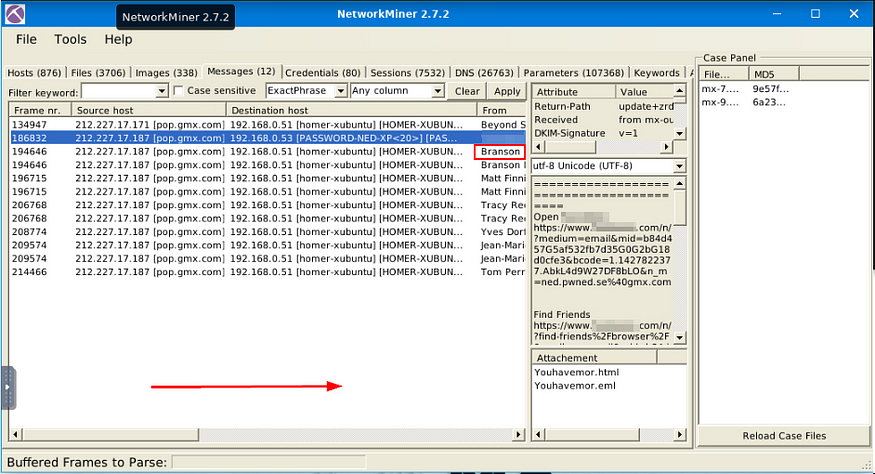 NetworkMiner 2.7.2
NetworkMiner 2.7.2
File Tools Help
Case Panel
Hosts (876) Files (3706) Images (338) Messages (12) Credentials (80) Sessions (7532) DNS (26763) Parameters (107368) Keywords
Filter keyword: Case sensitive ExactPhrase Any column Clear Apply
Frame nr. Source host Destination host From
134947 212.227.17.171 [pop.gmx.com] 192.168.0.51 [homer-xubuntu] [HOMER-XUBUN... Beyond S
186832 212.227.17.187 [pop.gmx.com] 192.168.0.53 [PASSWORD-NED-XP<20>] [PAS...
194646 212.227.17.187 [pop.gmx.com] 192.168.0.51 [homer-xubuntu] [HOMER-XUBUN... Branson
194646 212.227.17.187 [pop.gmx.com] 192.168.0.51 [homer-xubuntu] [HOMER-XUBUN... Branson
196715 212.227.17.187 [pop.gmx.com] 192.168.0.51 [homer-xubuntu] [HOMER-XUBUN... Matt Finni
196715 212.227.17.187 [pop.gmx.com] 192.168.0.51 [homer-xubuntu] [HOMER-XUBUN... Matt Finni
206768 212.227.17.187 [pop.gmx.com] 192.168.0.51 [homer-xubuntu] [HOMER-XUBUN... Tracy Re
206768 212.227.17.187 [pop.gmx.com] 192.168.0.51 [homer-xubuntu] [HOMER-XUBUN... Tracy Re
208774 212.227.17.187 [pop.gmx.com] 192.168.0.51 [homer-xubuntu] [HOMER-XUBUN... Yves Dorf
209574 212.227.17.187 [pop.gmx.com] 192.168.0.51 [homer-xubuntu] [HOMER-XUBUN... Jean-Mari
209574 212.227.17.187 [pop.gmx.com] 192.168.0.51 [homer-xubuntu] [HOMER-XUBUN... Jean-Mari
214466 212.227.17.187 [pop.gmx.com] 192.168.0.51 [homer-xubuntu] [HOMER-XUBUN... Tom Perr
Attribute Value
Return-Path update+zrd
Received from mx-ou
DKIM-Signature v=1
utf-8 Unicode (UTF-8)
===================
===================
====
Open
https://www. .com/n/
?medium=email&mid=b84d4
57G5af532fb7d35G0G2bG18
d0cfe3&bcode=1.142782237
7.AbkL4d9W27DF8bLO&n_m
=ned.pwned.se%40gmx.com
Find Friends
https://www. .com/n/
?find-friends%2Fbrowser%2F
Attachement
Youhavemor.html
Youhavemor.eml
File... MD5
mx-7.... 9e57f...
mx-9.... 6a23...
Reload Case Files
Buffered Frames to Parse: